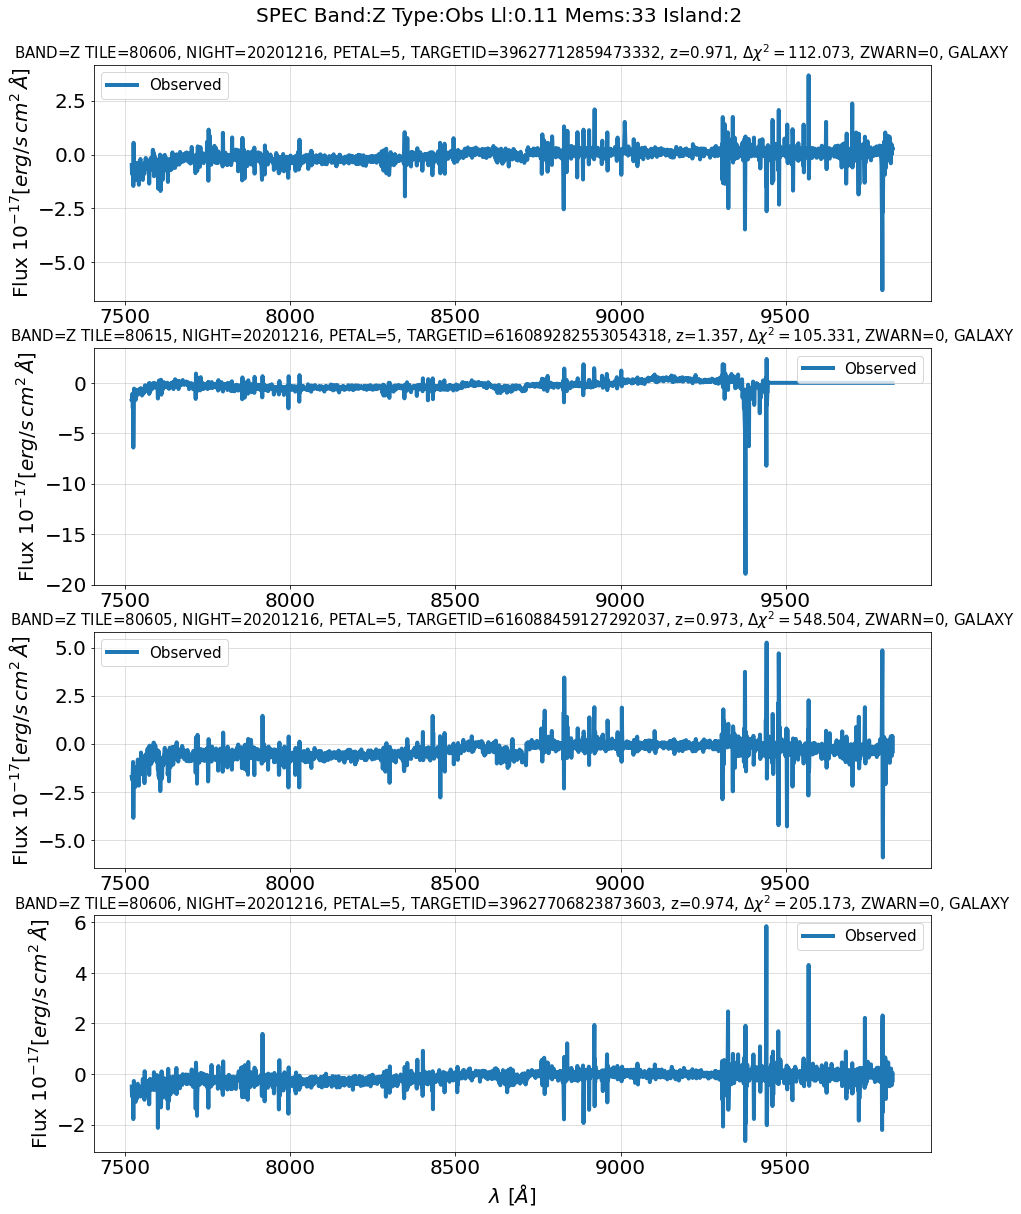 SPEC Band:Z Type:Obs Ll:0.11 Mems:33 Island:2
BAND=Z TILE=80606, NIGHT=20201216, PETAL=5, TARGETID=39627712859473332, z=0.971, Δχ² = 112.073, ZWARN=0, GALAXY
Observed
2.5
0.0
−2.5
−5.0
Flux 10⁻¹⁷[erg/s cm² Å]
7500 8000 8500 9000 9500
BAND=Z TILE=80615, NIGHT=20201216, PETAL=5, TARGETID=616089282553054318, z=1.357, Δχ² = 105.331, ZWARN=0, GALAXY
Observed
0
−5
−10
−15
−20
Flux 10⁻¹⁷[erg/s cm² Å]
7500 8000 8500 9000 9500
BAND=Z TILE=80605, NIGHT=20201216, PETAL=5, TARGETID=616088459127292037, z=0.973, Δχ² = 548.504, ZWARN=0, GALAXY
Observed
5.0
2.5
0.0
−2.5
−5.0
Flux 10⁻¹⁷[erg/s cm² Å]
7500 8000 8500 9000 9500
BAND=Z TILE=80606, NIGHT=20201216, PETAL=5, TARGETID=39627706823873603, z=0.974, Δχ² = 205.173, ZWARN=0, GALAXY
Observed
6
4
2
0
−2
Flux 10⁻¹⁷[erg/s cm² Å]
7500 8000 8500 9000 9500
λ [Å]